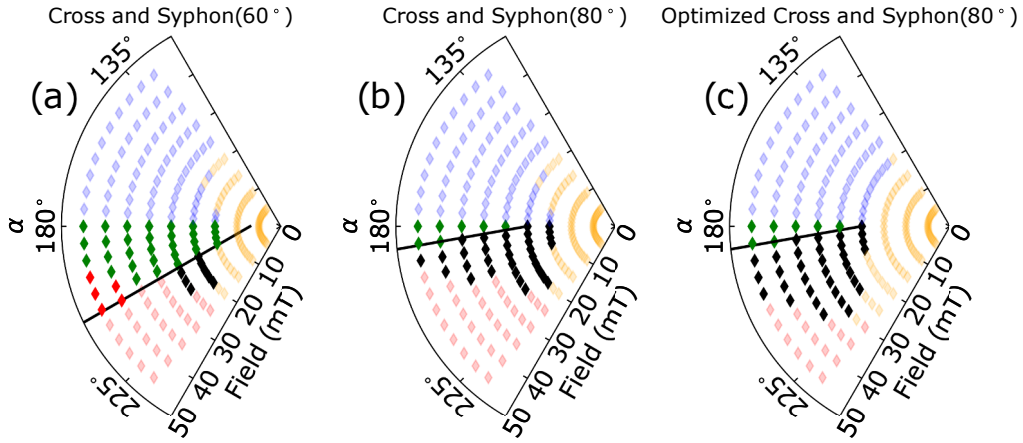 Cross and Syphon(60°)
Cross and Syphon(80°)
Optimized Cross and Syphon(80°)
(a)
135°
α
180°
225°
0
10
20
30
40
50
Field (mT)
(b)
135°
α
180°
225°
0
10
20
30
40
50
Field (mT)
(c)
135°
α
180°
225°
0
10
20
30
40
50
Field (mT)